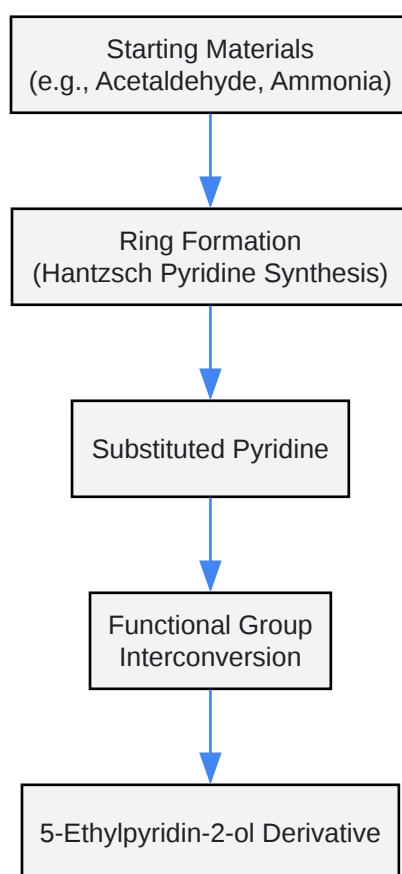 Starting Materials
(e.g., Acetaldehyde, Ammonia)
Ring Formation
(Hantzsch Pyridine Synthesis)
Substituted Pyridine
Functional Group
Interconversion
5-Ethylpyridin-2-ol Derivative